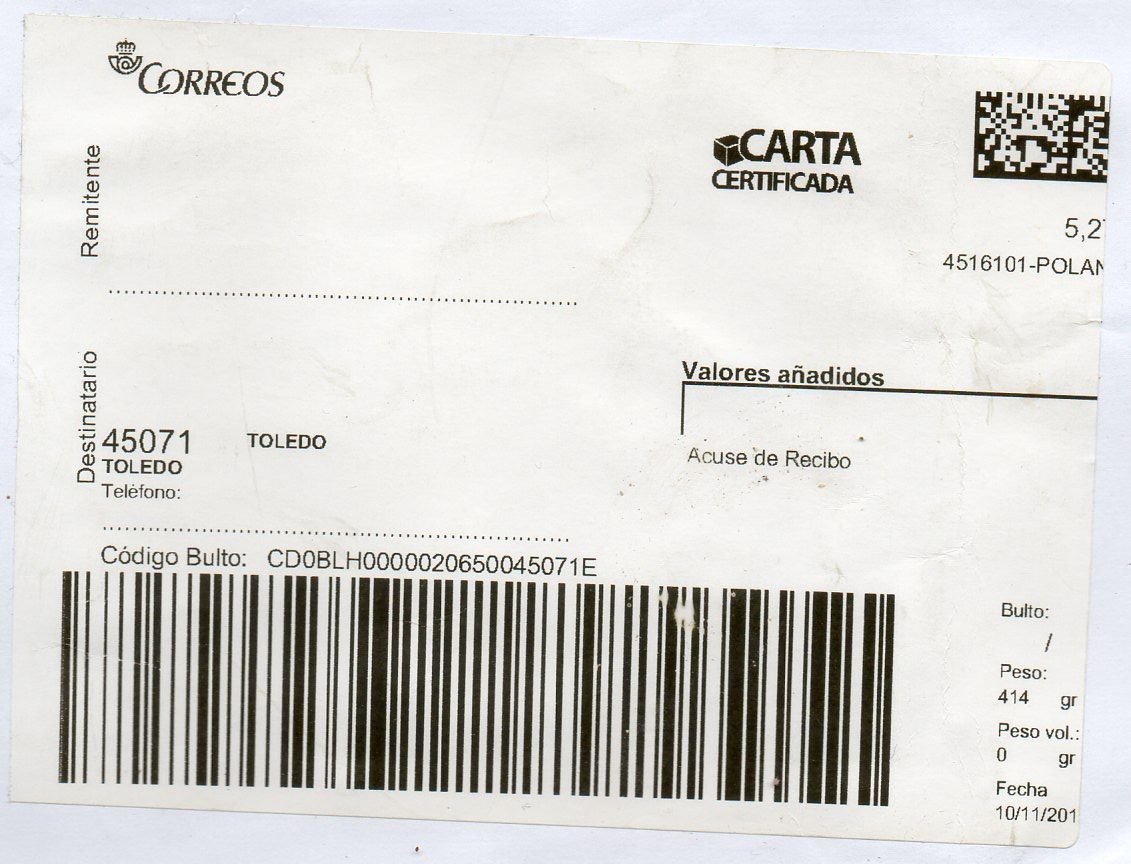 CORREOS
Remitente
CARTA
CERTIFICADA
5,2
4516101-POLAN
Destinatario
45071 TOLEDO
TOLEDO
Teléfono:
Valores añadidos
Acuse de Recibo
Código Bulto: CD0BLH0000020650045071E
Bulto:
/
Peso:
414 gr
Peso vol.:
0 gr
Fecha
10/11/201